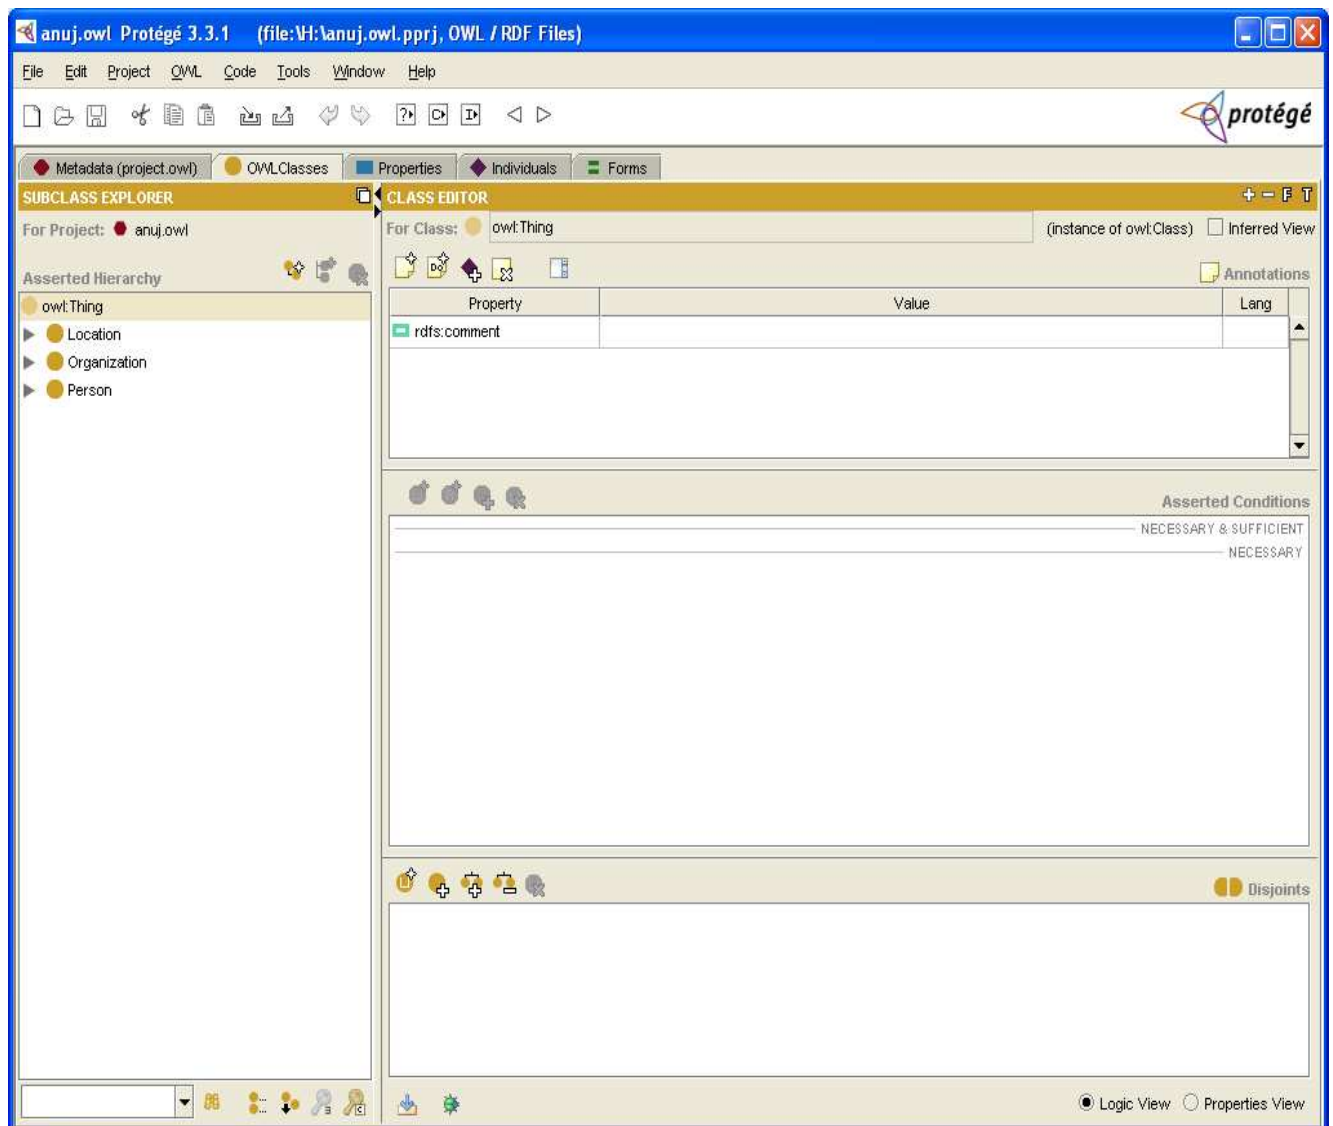 anuj.owl Protégé 3.3.1 (file:\H:\anuj.owl.pprj, OWL / RDF Files)
File Edit Project OWL Code Tools Window Help
protégé
Metadata (project.owl) OWLClasses Properties Individuals Forms
SUBCLASS EXPLORER CLASS EDITOR
For Project: anuj.owl For Class: owl:Thing (instance of owl:Class) Inferred View
Asserted Hierarchy Annotations
Property Value Lang
owl:Thing
rdfs:comment
Location
Organization
Person
Asserted Conditions
NECESSARY & SUFFICIENT
NECESSARY
Disjoints
Logic View Properties View